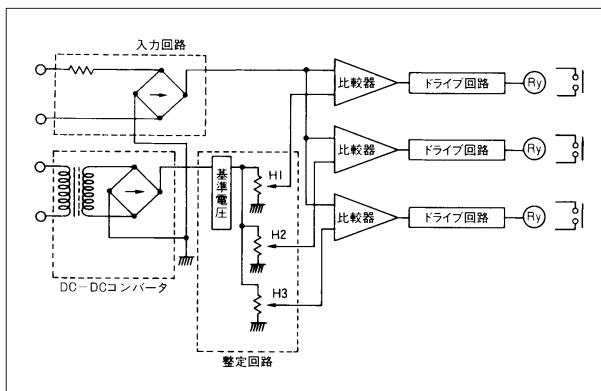 入力回路
比較器
ドライブ回路
Ry
比較器
ドライブ回路
Ry
比較器
ドライブ回路
Ry
基準電圧
H1
H2
H3
DC-DCコンバータ
整定回路